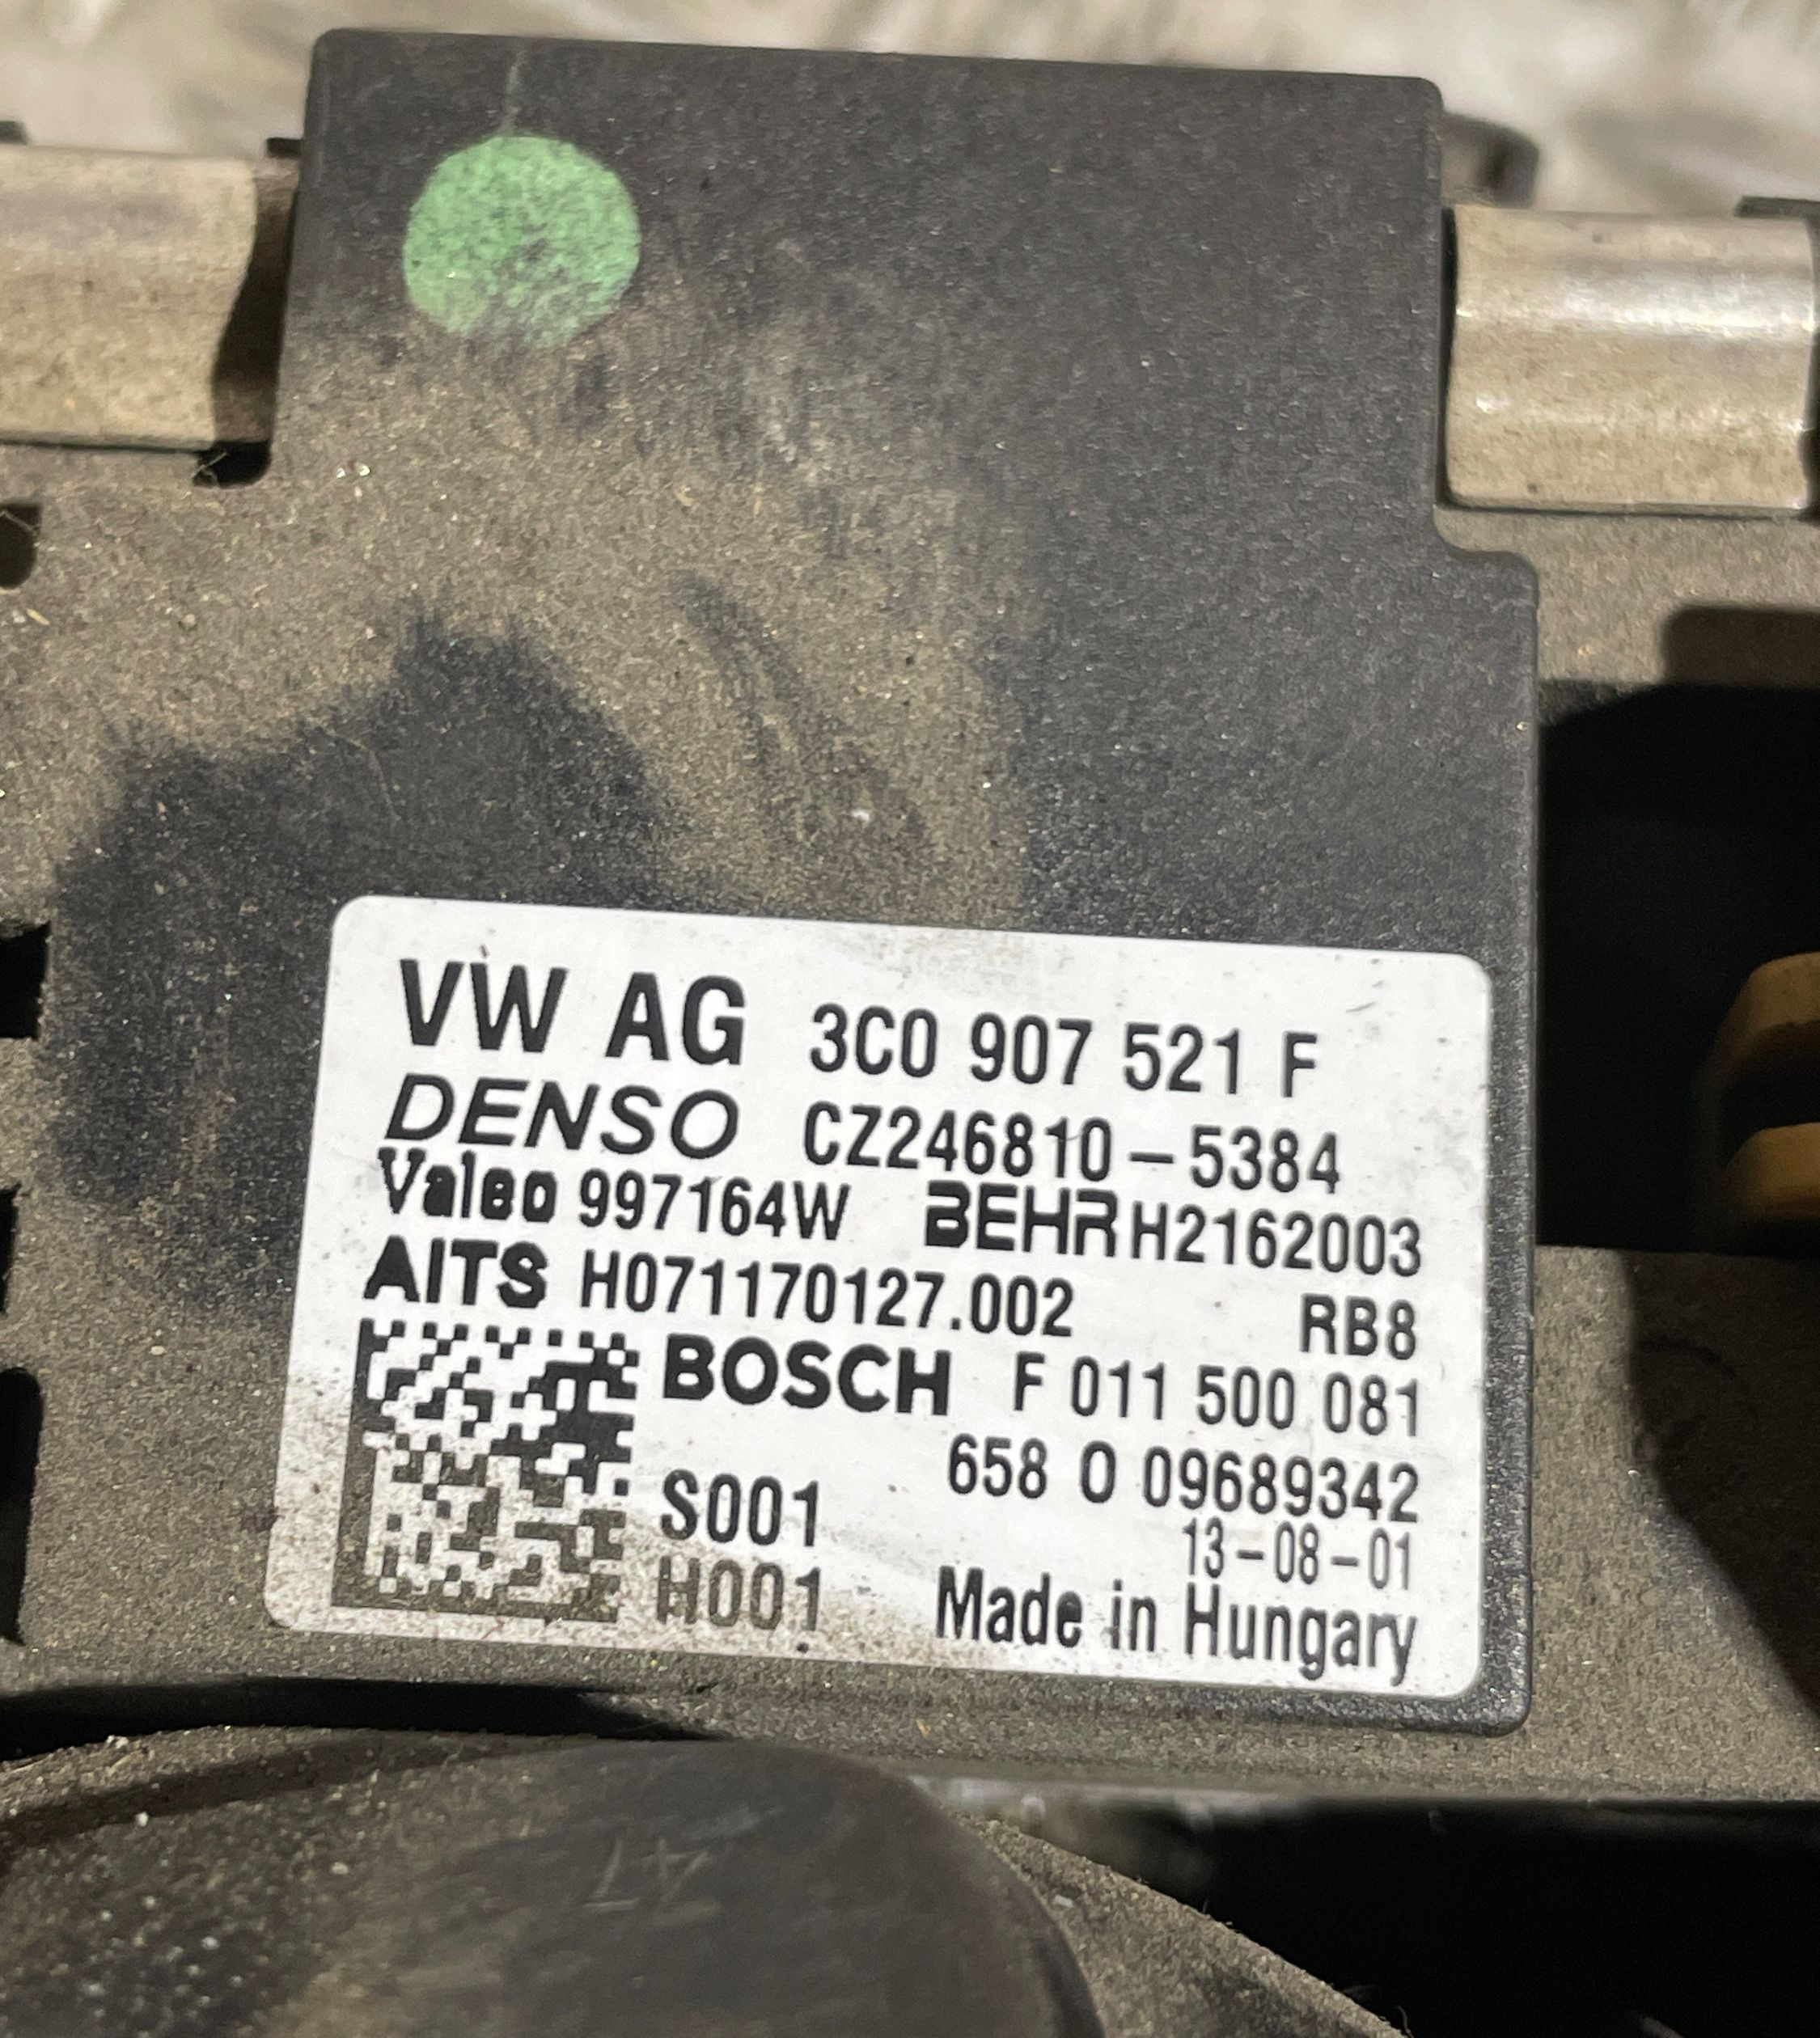 VW AG 3C0 907 521 F
DENSO CZ246810-5384
Valeo 997164W BEHR H2162003
AITS H071170127.002 RB8
BOSCH F 011 500 081
658 0 09689342
S001
13-08-01
H001
Made in Hungary